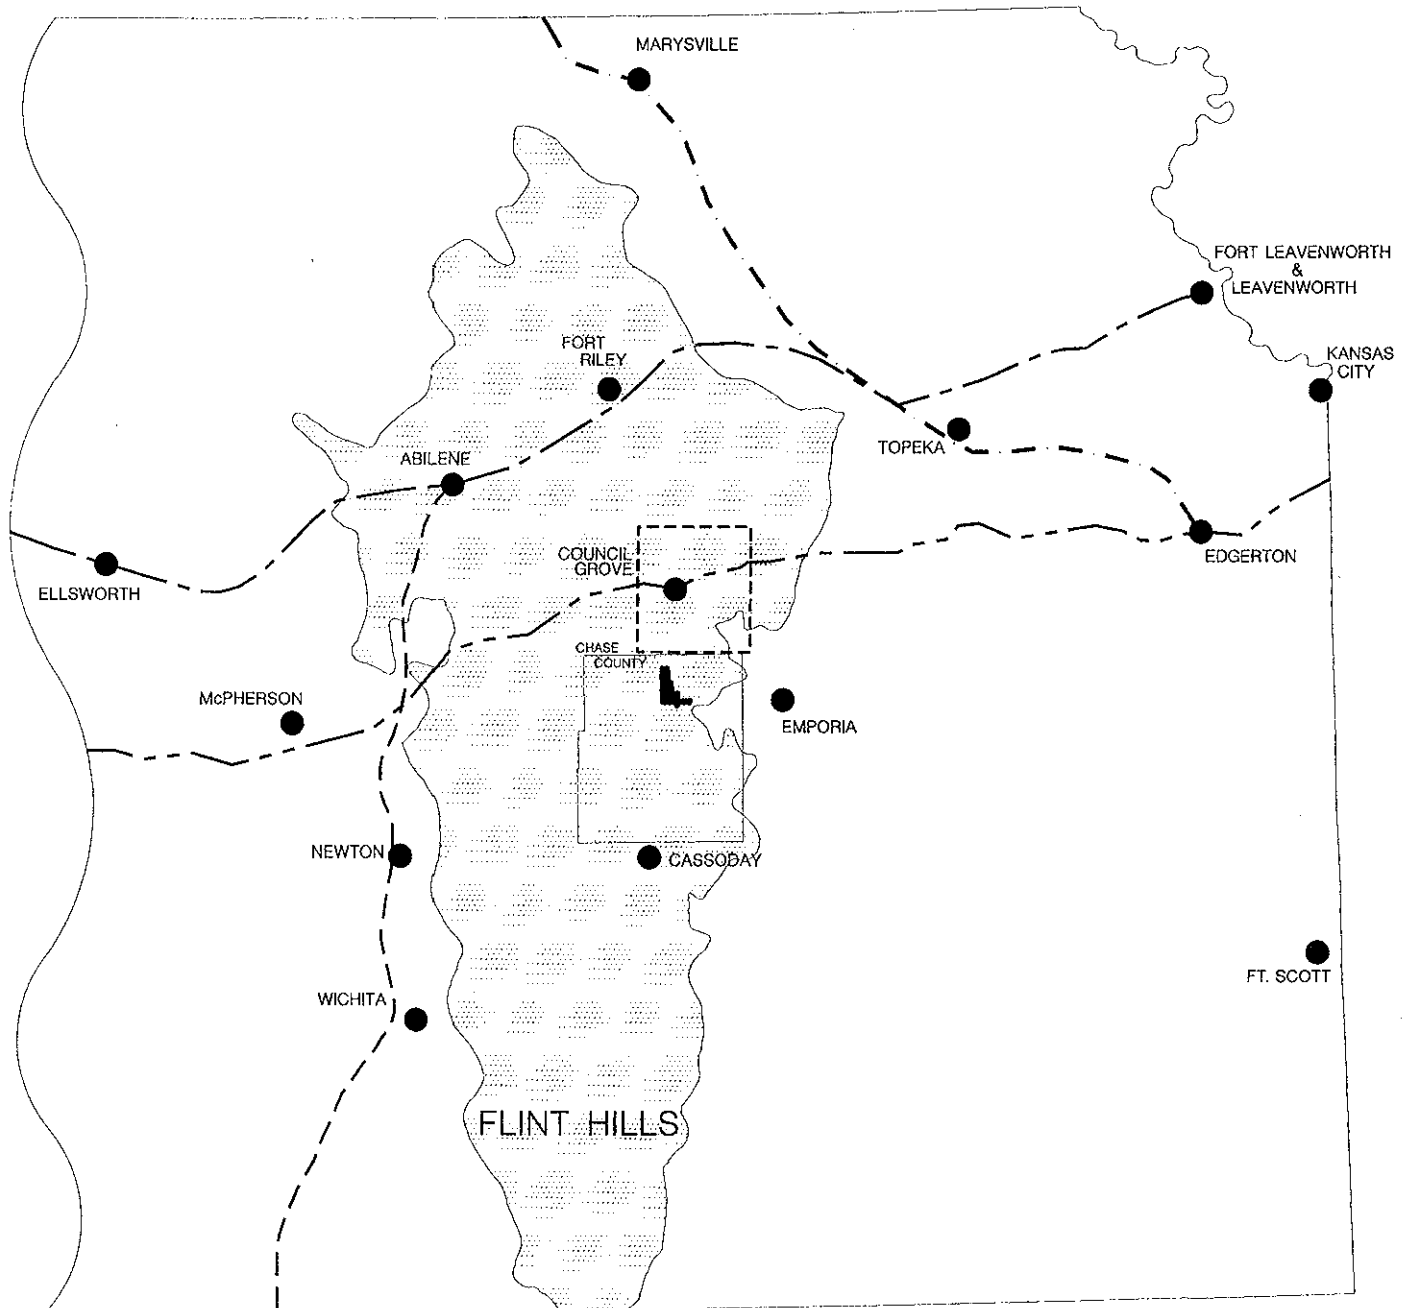 MARYSVILLE
FORT LEAVENWORTH
&
LEAVENWORTH
FORT
RILEY
KANSAS
CITY
TOPEKA
ABILENE
COUNCIL
GROVE
EDGERTON
ELLSWORTH
CHASE
COUNTY
McPHERSON
EMPORIA
NEWTON
CASSODAY
FT. SCOTT
WICHITA
FLINT HILLS